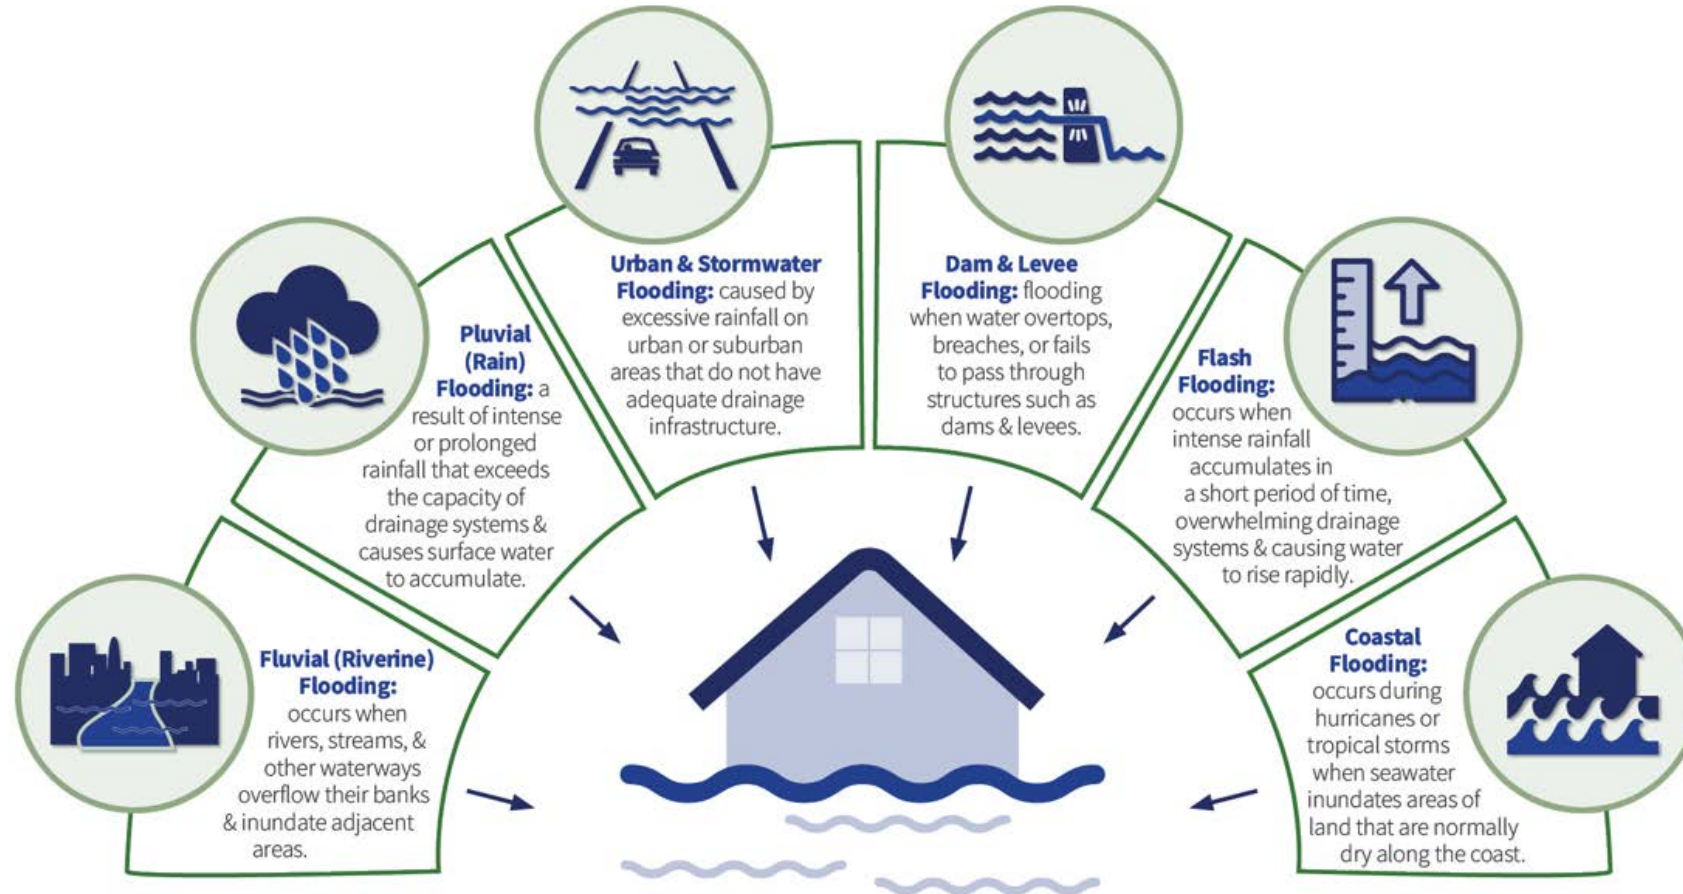 Fluvial (Riverine)
Flooding:
occurs when
rivers, streams, &
other waterways
overflow their banks
& inundate adjacent
areas.
Pluvial
(Rain)
Flooding: a
result of intense
or prolonged
rainfall that exceeds
the capacity of
drainage systems &
causes surface water
to accumulate.
Urban & Stormwater
Flooding: caused by
excessive rainfall on
urban or suburban
areas that do not have
adequate drainage
infrastructure.
Dam & Levee
Flooding: flooding
when water overtops,
breaches, or fails
to pass through
structures such as
dams & levees.
Flash
Flooding:
occurs when
intense rainfall
accumulates in
a short period of time,
overwhelming drainage
systems & causing water
to rise rapidly.
Coastal
Flooding:
occurs during
hurricanes or
tropical storms
when seawater
inundates areas of
land that are normally
dry along the coast.